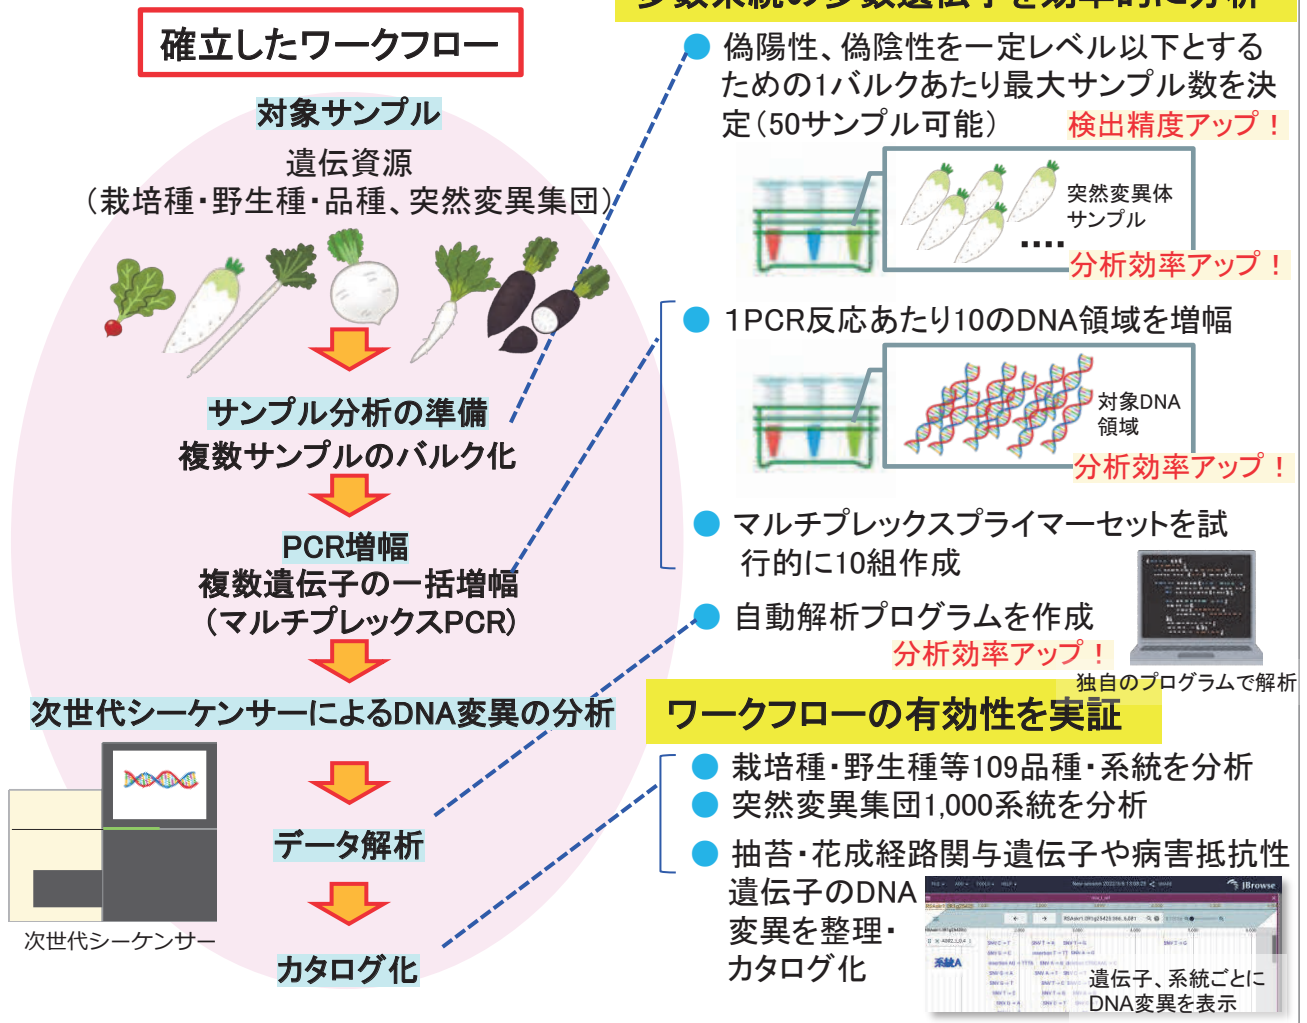 確立したワークフロー
対象サンプル
遺伝資源
（栽培種・野生種・品種、突然変異集団）
サンプル分析の準備
複数サンプルのバルク化
PCR増幅
複数遺伝子の一括増幅
（マルチプレックスPCR）
次世代シーケンサーによるDNA変異の分析
次世代シーケンサー
データ解析
カタログ化
多数系統の多数遺伝子を効率的に分析
● 偽陽性、偽陰性を一定レベル以下とする
ための1バルクあたり最大サンプル数を決
定（50サンプル可能）
検出精度アップ！
突然変異体
サンプル
・・・・
分析効率アップ！
● 1PCR反応あたり10のDNA領域を増幅
対象DNA
領域
分析効率アップ！
● マルチプレックスプライマーセットを試
行的に10組作成
● 自動解析プログラムを作成
分析効率アップ！
独自のプログラムで解析
ワークフローの有効性を実証
● 栽培種・野生種等109品種・系統を分析
● 突然変異集団1,000系統を分析
● 抽苔・花成経路関与遺伝子や病害抵抗性
遺伝子のDNA
変異を整理・
カタログ化
JBrowse
系統A
遺伝子、系統ごとに
DNA変異を表示